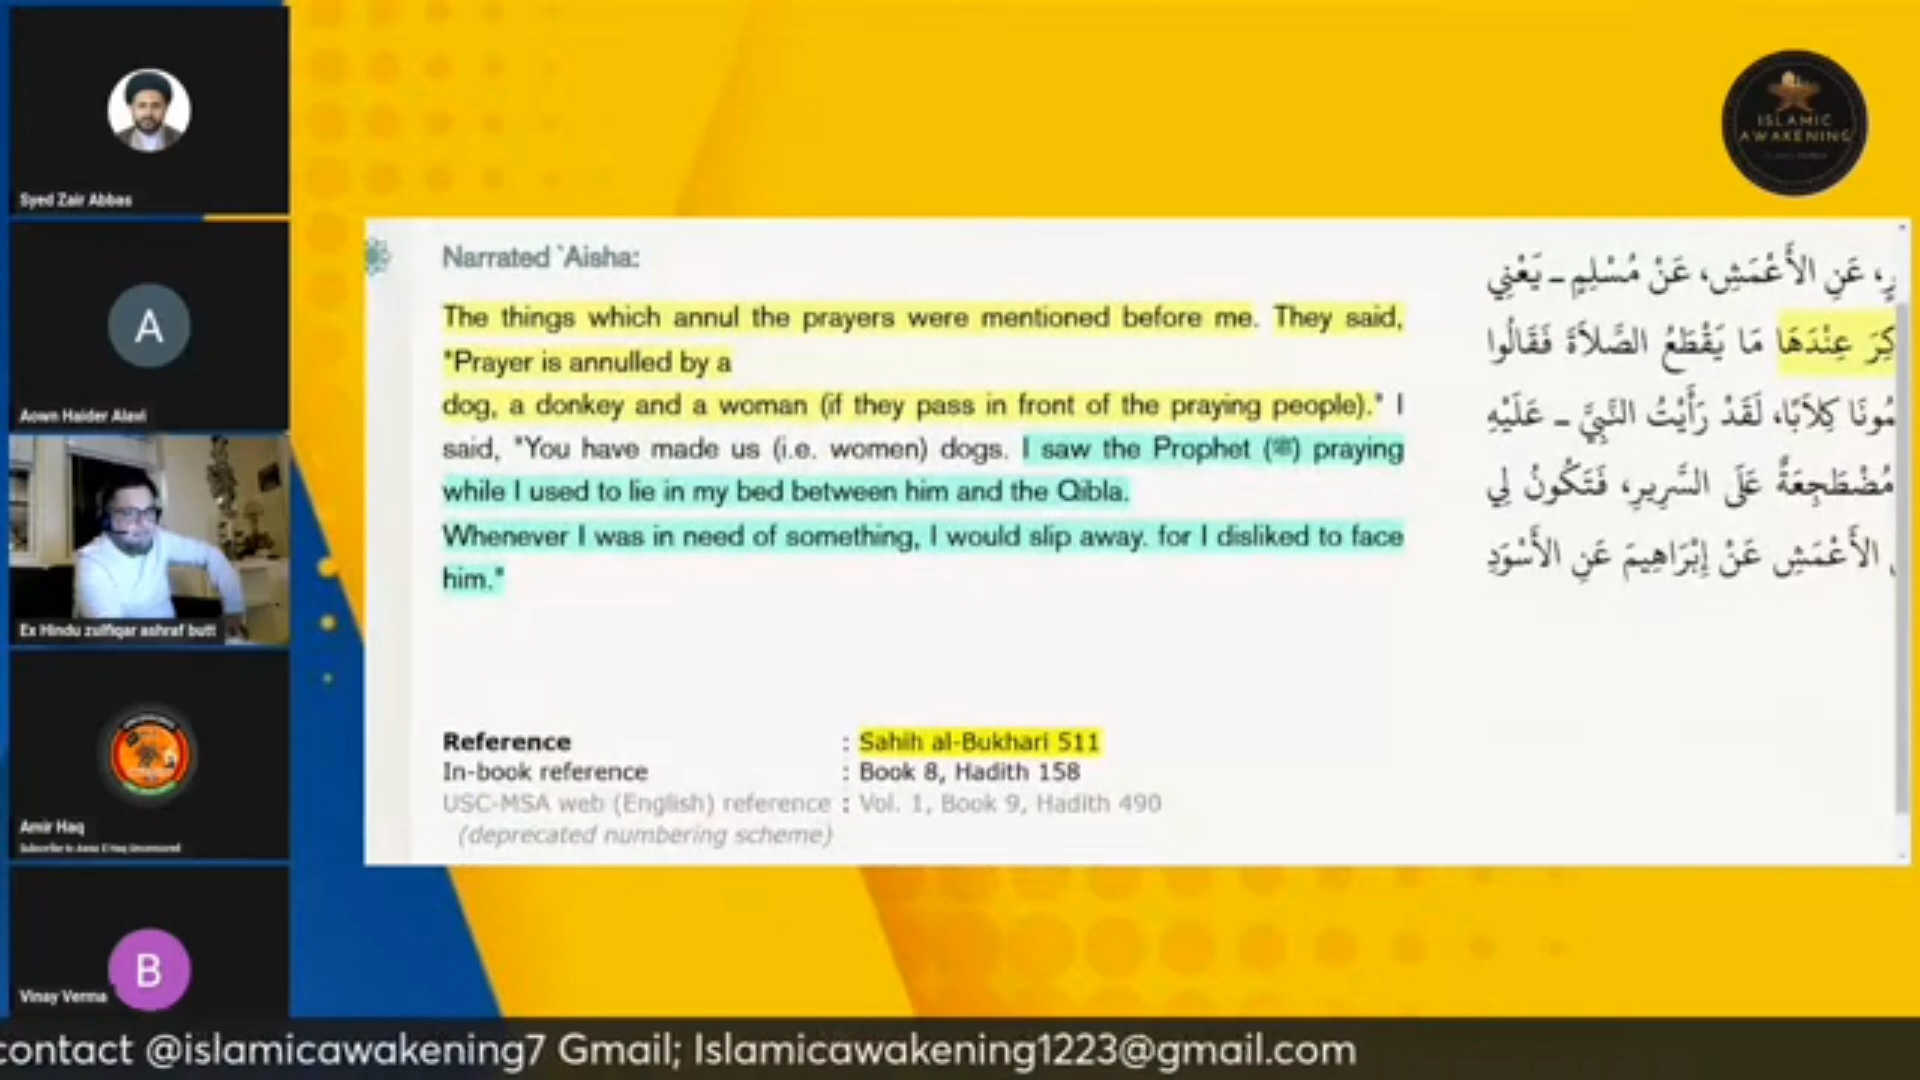 Syed Zair Abbas
A
Aown Haider Alavi
Ex Hindu zulfiqar ashraf butt
Amir Haq
B
Vinay Verma
ISLAMIC
AWAKENING
Narrated `Aisha:
The things which annul the prayers were mentioned before me. They said,
"Prayer is annulled by a
dog, a donkey and a woman (if they pass in front of the praying people)." I
said, "You have made us (i.e. women) dogs. I saw the Prophet (ﷺ) praying
while I used to lie in my bed between him and the Qibla.
Whenever I was in need of something, I would slip away. for I disliked to face
him."
Reference : Sahih al-Bukhari 511
In-book reference : Book 8, Hadith 158
USC-MSA web (English) reference : Vol. 1, Book 9, Hadith 490
(deprecated numbering scheme)
، عَنِ الأَعْمَشِ، عَنْ مُسْلِمٍ ـ يَعْنِي
كِرَ عِنْدَهَا مَا يَقْطَعُ الصَّلاَةَ فَقَالُوا
مُونَا كِلاَبًا، لَقَدْ رَأَيْتُ النَّبِيَّ ـ عَلَيْهِ
مُضْطَجِعَةٌ عَلَى السَّرِيرِ، فَتَكُونُ لِي
الأَعْمَشِ عَنْ إِبْرَاهِيمَ عَنِ الأَسْوَدِ
contact @islamicawakening7 Gmail; Islamicawakening1223@gmail.com